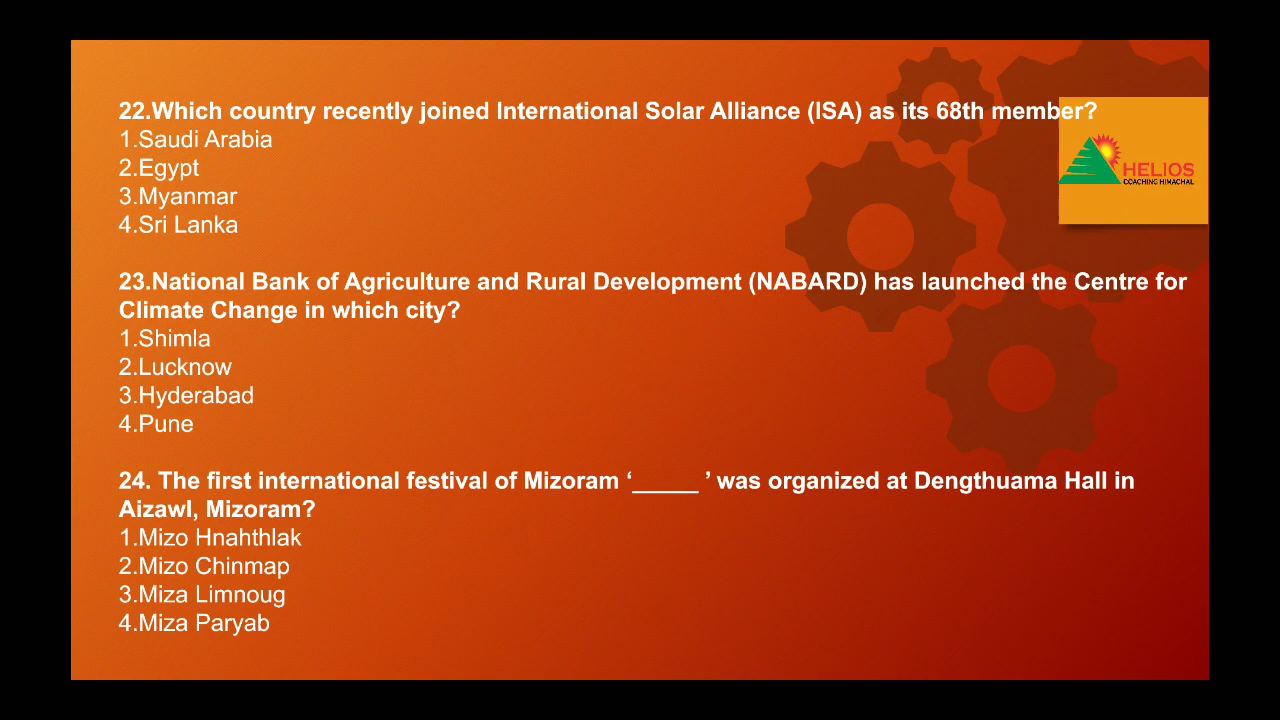 22.Which country recently joined International Solar Alliance (ISA) as its 68th member?
1.Saudi Arabia
2.Egypt
3.Myanmar
4.Sri Lanka
HELIOS
COACHING HIMACHAL
23.National Bank of Agriculture and Rural Development (NABARD) has launched the Centre for
Climate Change in which city?
1.Shimla
2.Lucknow
3.Hyderabad
4.Pune
24. The first international festival of Mizoram ‘_____ ’ was organized at Dengthuama Hall in
Aizawl, Mizoram?
1.Mizo Hnahthlak
2.Mizo Chinmap
3.Miza Limnoug
4.Miza Paryab